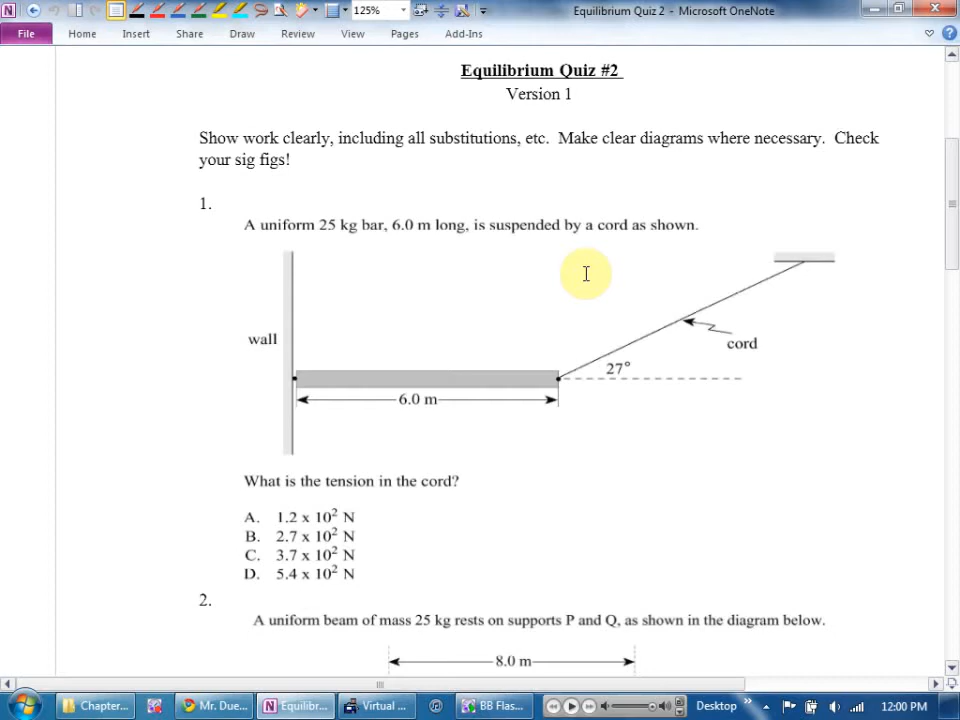 125%
Equilibrium Quiz 2 - Microsoft OneNote
File Home Insert Share Draw Review View Pages Add-Ins
Equilibrium Quiz #2
Version 1
Show work clearly, including all substitutions, etc. Make clear diagrams where necessary. Check
your sig figs!
1.
A uniform 25 kg bar, 6.0 m long, is suspended by a cord as shown.
wall
cord
27°
6.0 m
What is the tension in the cord?
A. 1.2 x 10² N
B. 2.7 x 10² N
C. 3.7 x 10² N
D. 5.4 x 10² N
2.
A uniform beam of mass 25 kg rests on supports P and Q, as shown in the diagram below.
8.0 m
Chapter... Mr. Due... Equilibr... Virtual ... BB Flas... Desktop 12:00 PM